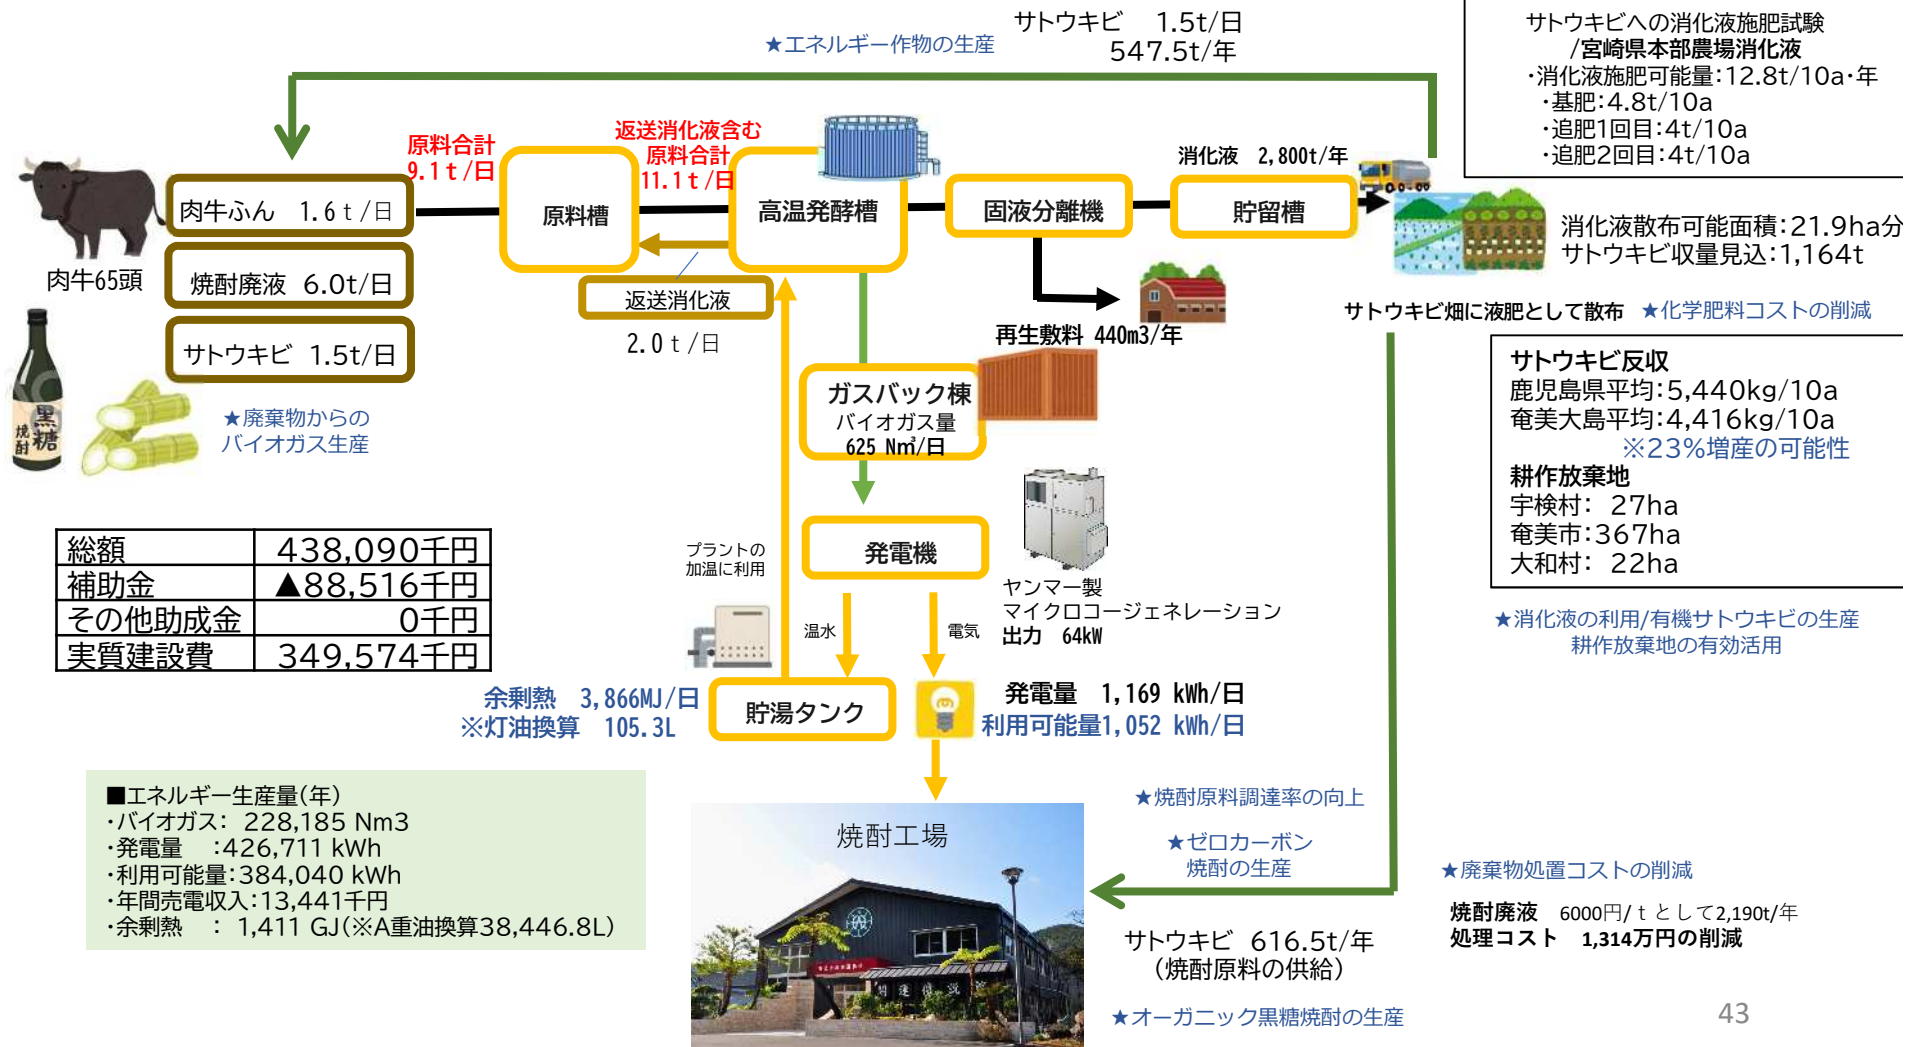 サトウキビ 1.5t/日
547.5t/年
★エネルギー作物の生産
サトウキビへの消化液施肥試験
/宮崎県本部農場消化液
・消化液施肥可能量:12.8t/10a・年
・基肥:4.8t/10a
・追肥1回目:4t/10a
・追肥2回目:4t/10a
原料合計
9.1t/日
返送消化液含む
原料合計
11.1t/日
肉牛65頭
肉牛ふん 1.6t/日
焼酎廃液 6.0t/日
サトウキビ 1.5t/日
原料槽
高温発酵槽
固液分離機
消化液 2,800t/年
貯留槽
消化液散布可能面積:21.9ha分
サトウキビ収量見込:1,164t
返送消化液
2.0t/日
再生敷料 440m3/年
サトウキビ畑に液肥として散布
★化学肥料コストの削減
黒糖
焼酎
★廃棄物からの
バイオガス生産
ガスバック棟
バイオガス量
625 N㎥/日
サトウキビ反収
鹿児島県平均:5,440kg/10a
奄美大島平均:4,416kg/10a
※23%増産の可能性
耕作放棄地
宇検村: 27ha
奄美市:367ha
大和村: 22ha
★消化液の利用/有機サトウキビの生産
耕作放棄地の有効活用
総額 438,090千円
補助金 ▲88,516千円
その他助成金 0千円
実質建設費 349,574千円
プラントの
加温に利用
発電機
ヤンマー製
マイクロコージェネレーション
出力 64kW
温水
電気
余剰熱 3,866MJ/日
※灯油換算 105.3L
貯湯タンク
発電量 1,169 kWh/日
利用可能量1,052 kWh/日
■エネルギー生産量(年)
・バイオガス: 228,185 Nm3
・発電量 :426,711 kWh
・利用可能量:384,040 kWh
・年間売電収入:13,441千円
・余剰熱 : 1,411 GJ(※A重油換算38,446.8L)
焼酎工場
★焼酎原料調達率の向上
★ゼロカーボン
焼酎の生産
サトウキビ 616.5t/年
(焼酎原料の供給)
★オーガニック黒糖焼酎の生産
★廃棄物処置コストの削減
焼酎廃液 6000円/tとして2,190t/年
処理コスト 1,314万円の削減
43